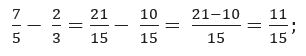 7/5 − 2/3 = 21/15 − 10/15 = (21−10)/15 = 11/15 ;